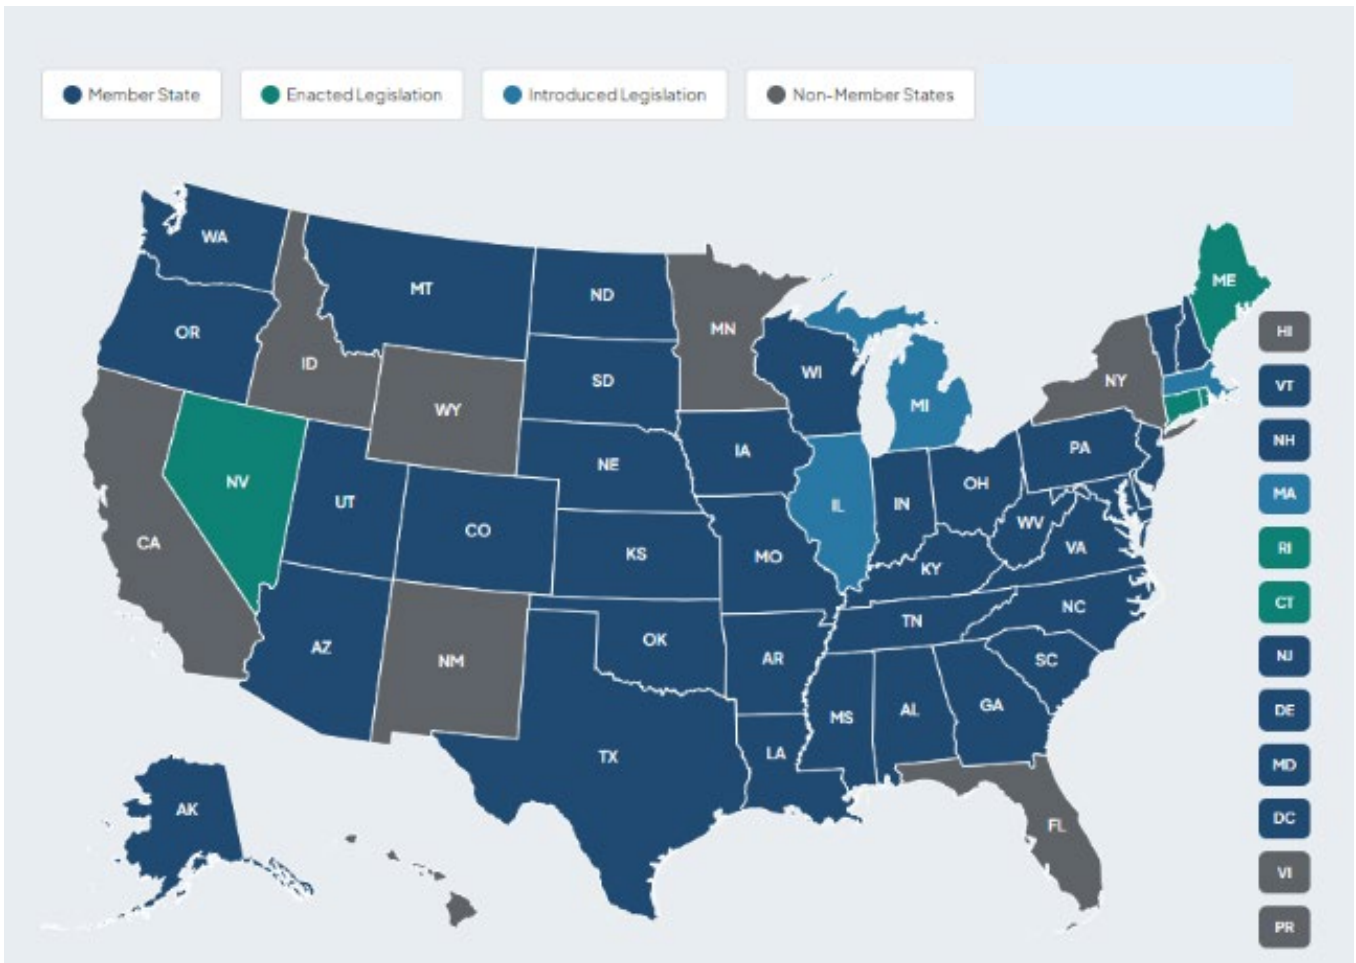 Member State Enacted Legislation Introduced Legislation Non-Member States
WA
MT
ND
MN
ME
OR
ID
SD
WI
NY
HI
WY
MI
VT
NV
UT
NE
IA
PA
NH
CO
IL
IN
OH
MA
CA
KS
MO
WV
VA
RI
KY
CT
AZ
NM
OK
AR
TN
NC
NJ
SC
TX
LA
MS
AL
GA
DE
AK
MD
FL
DC
VI
PR